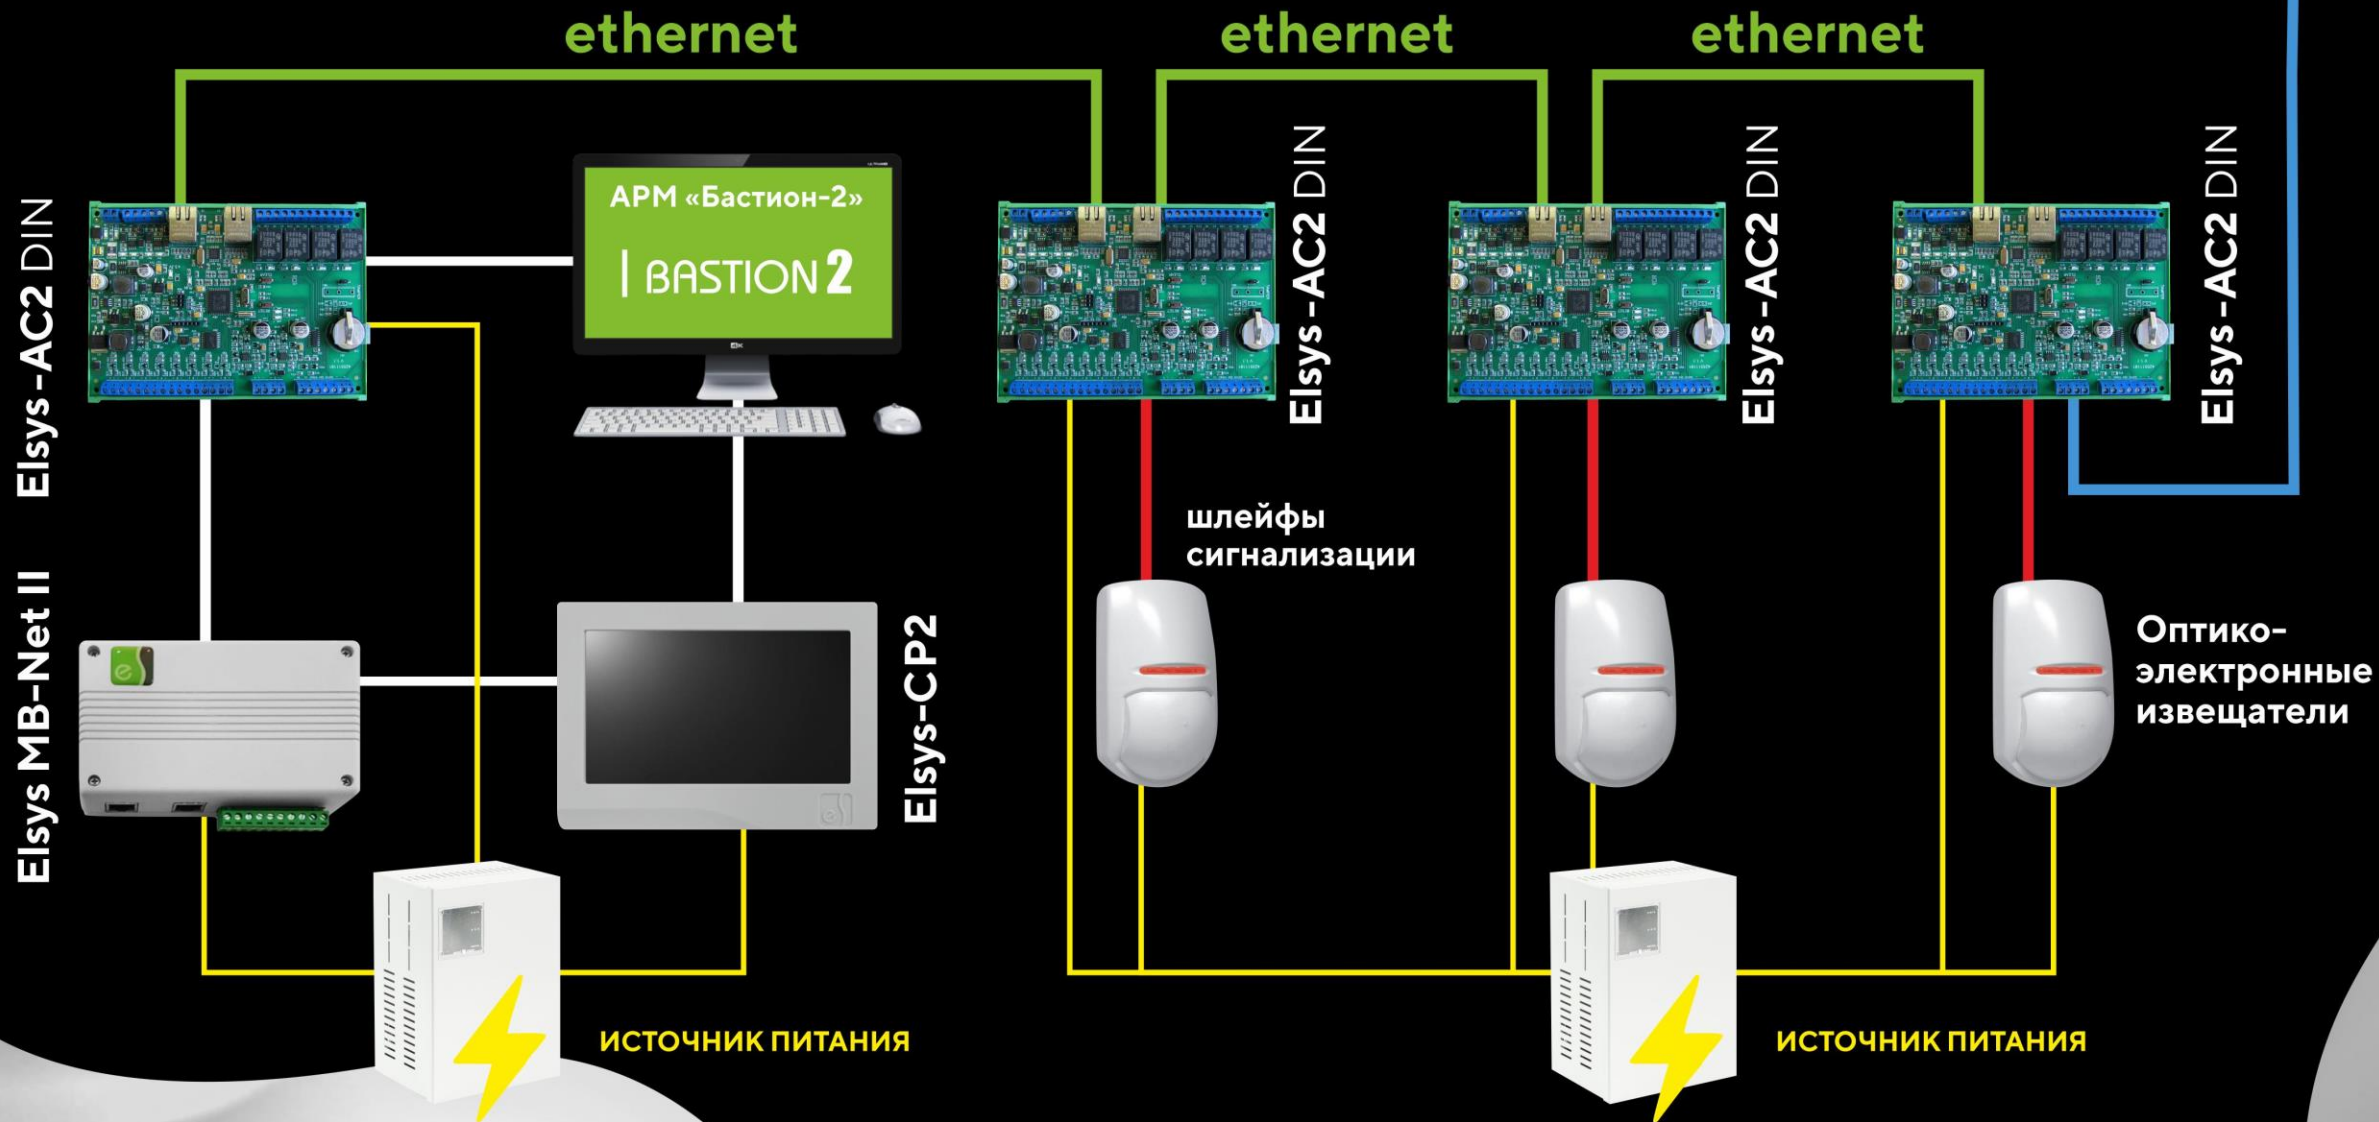 ethernet
ethernet
ethernet
АРМ «Бастион-2»
BASTION 2
4K
Elsys-AC2 DIN
Elsys-AC2 DIN
Elsys-AC2 DIN
Elsys-AC2 DIN
шлейфы
сигнализации
Elsys MB-Net II
Elsys-CP2
Оптико-
электронные
извещатели
ИСТОЧНИК ПИТАНИЯ
ИСТОЧНИК ПИТАНИЯ